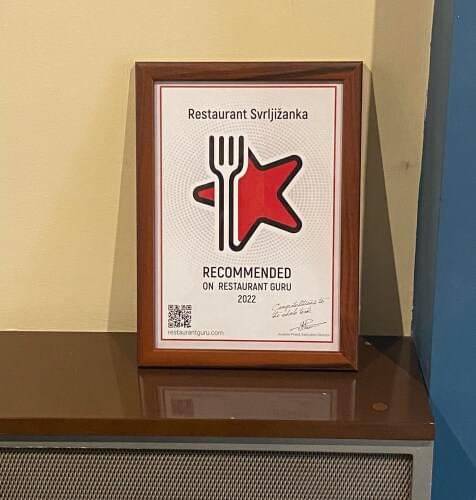 Restaurant Svrljižanka
RECOMMENDED
ON RESTAURANT GURU
2022
Congratulations to
the whole team!
restaurantguru.com